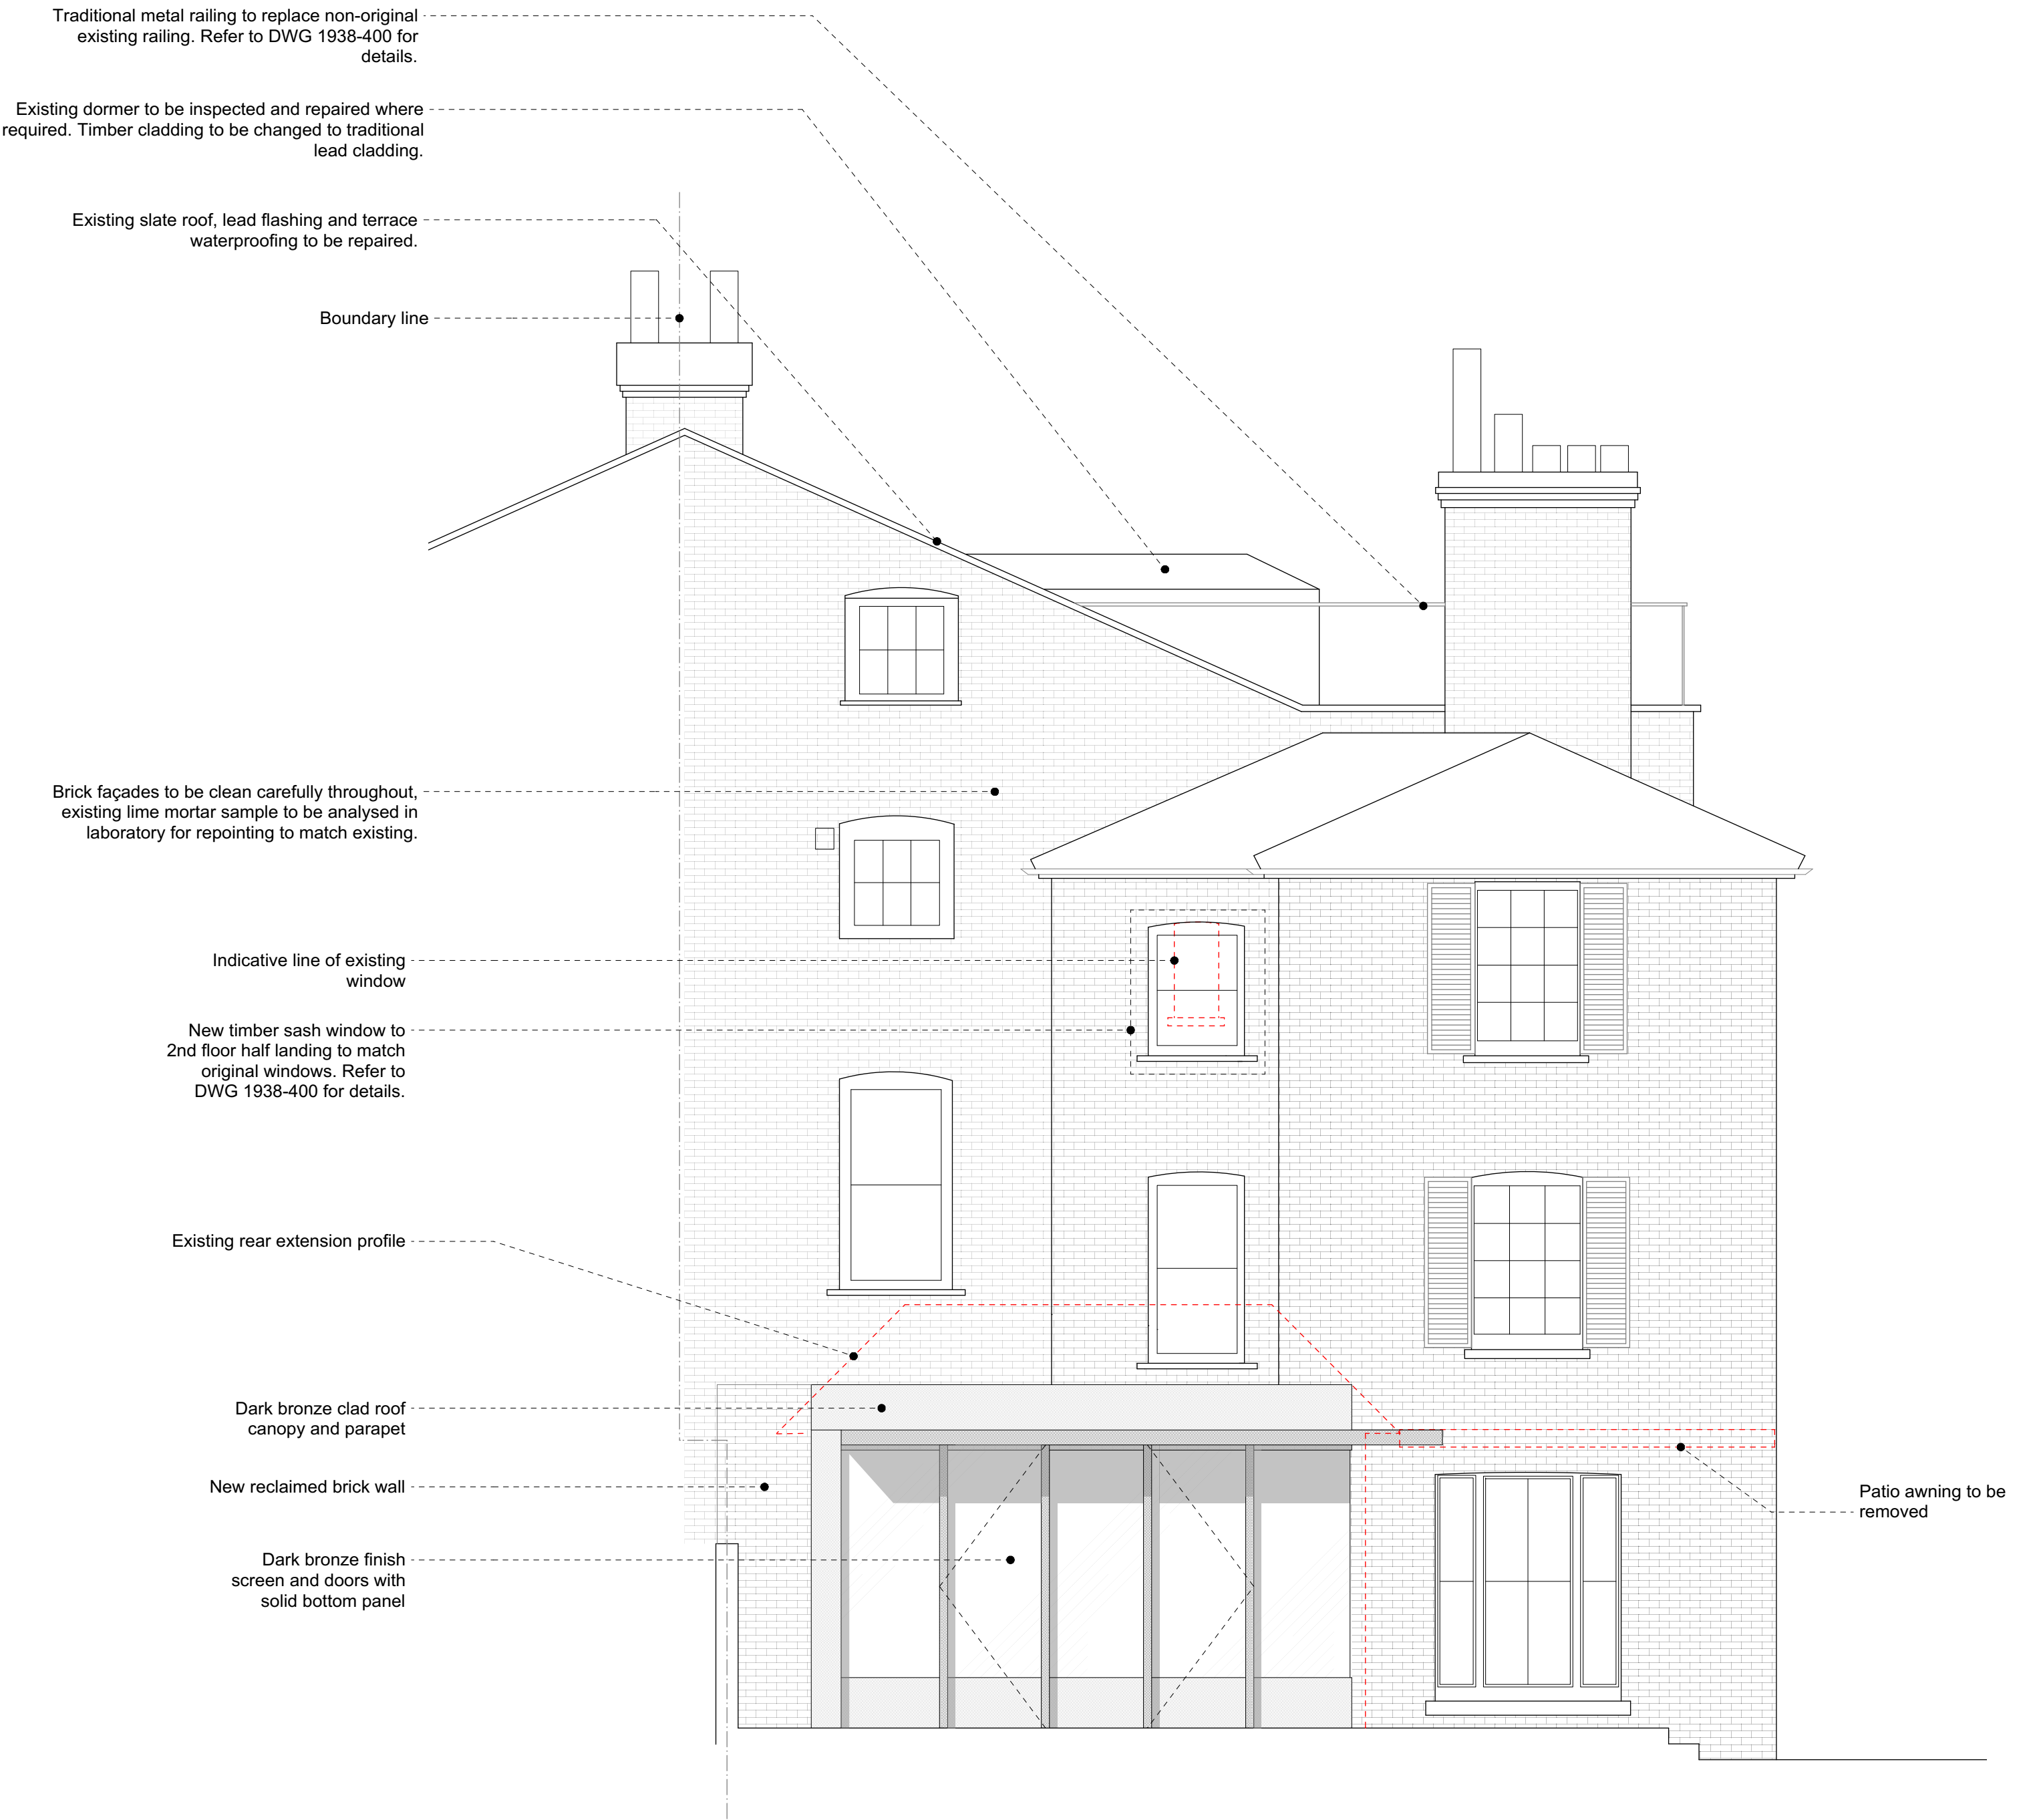 Traditional metal railing to replace non-original
existing railing. Refer to DWG 1938-400 for
details.
Existing dormer to be inspected and repaired where
required. Timber cladding to be changed to traditional
lead cladding.
Existing slate roof, lead flashing and terrace
waterproofing to be repaired.
Boundary line
Brick façades to be clean carefully throughout,
existing lime mortar sample to be analysed in
laboratory for repointing to match existing.
Indicative line of existing
window
New timber sash window to
2nd floor half landing to match
original windows. Refer to
DWG 1938-400 for details.
Existing rear extension profile
Dark bronze clad roof
canopy and parapet
New reclaimed brick wall
Dark bronze finish
screen and doors with
solid bottom panel
Patio awning to be
removed